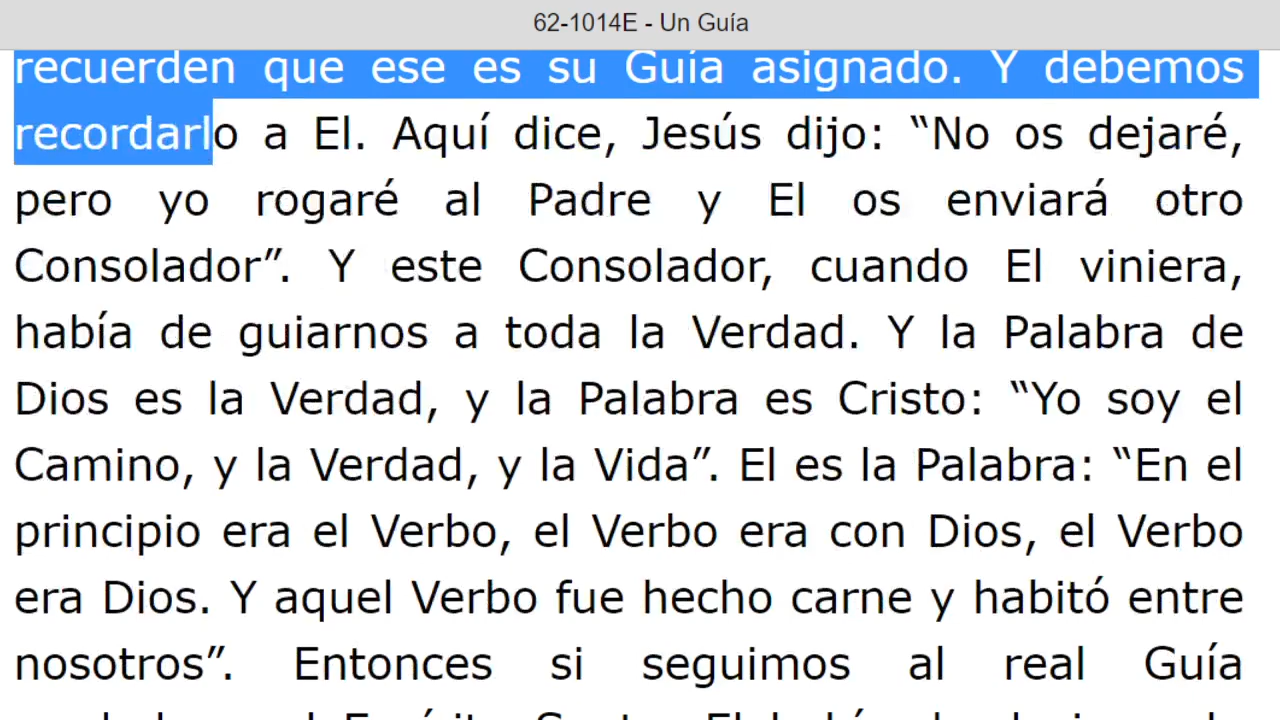 62-1014E - Un Guía
recuerden que ese es su Guía asignado. Y debemos
recordarlo a El. Aquí dice, Jesús dijo: “No os dejaré,
pero yo rogaré al Padre y El os enviará otro
Consolador”. Y este Consolador, cuando El viniera,
había de guiarnos a toda la Verdad. Y la Palabra de
Dios es la Verdad, y la Palabra es Cristo: “Yo soy el
Camino, y la Verdad, y la Vida”. El es la Palabra: “En el
principio era el Verbo, el Verbo era con Dios, el Verbo
era Dios. Y aquel Verbo fue hecho carne y habitó entre
nosotros”. Entonces si seguimos al real Guía